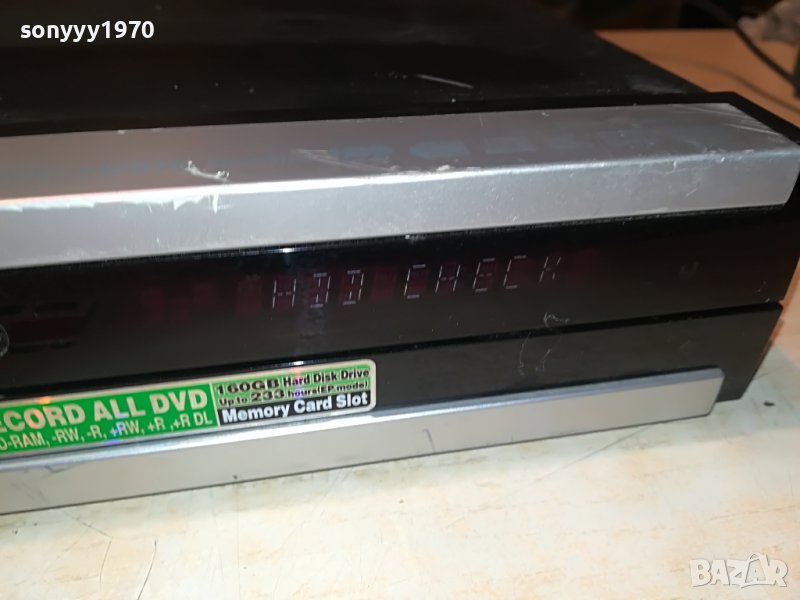 sonyyy1970
HDD CHECK
ECORD ALL DVD
-RAM, -RW, -R, +RW, +R ,+R DL
160GB Hard Disk Drive
Up to 233 hours(EP mode)
Memory Card Slot
BAZAR